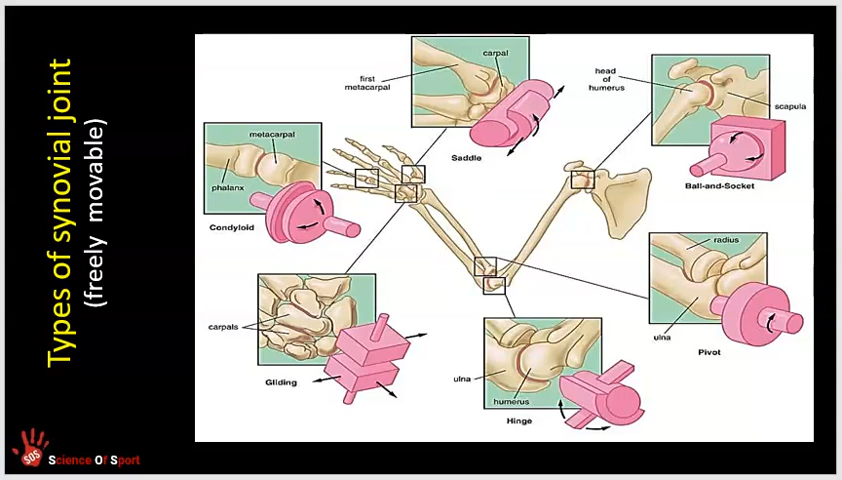 Types of synovial joint
(freely movable)
carpal
first
metacarpal
Saddle
head
of
humerus
scapula
Ball-and-Socket
metacarpal
phalanx
Condyloid
radius
ulna
Pivot
carpals
Gliding
ulna
humerus
Hinge
SOS
Science Of Sport